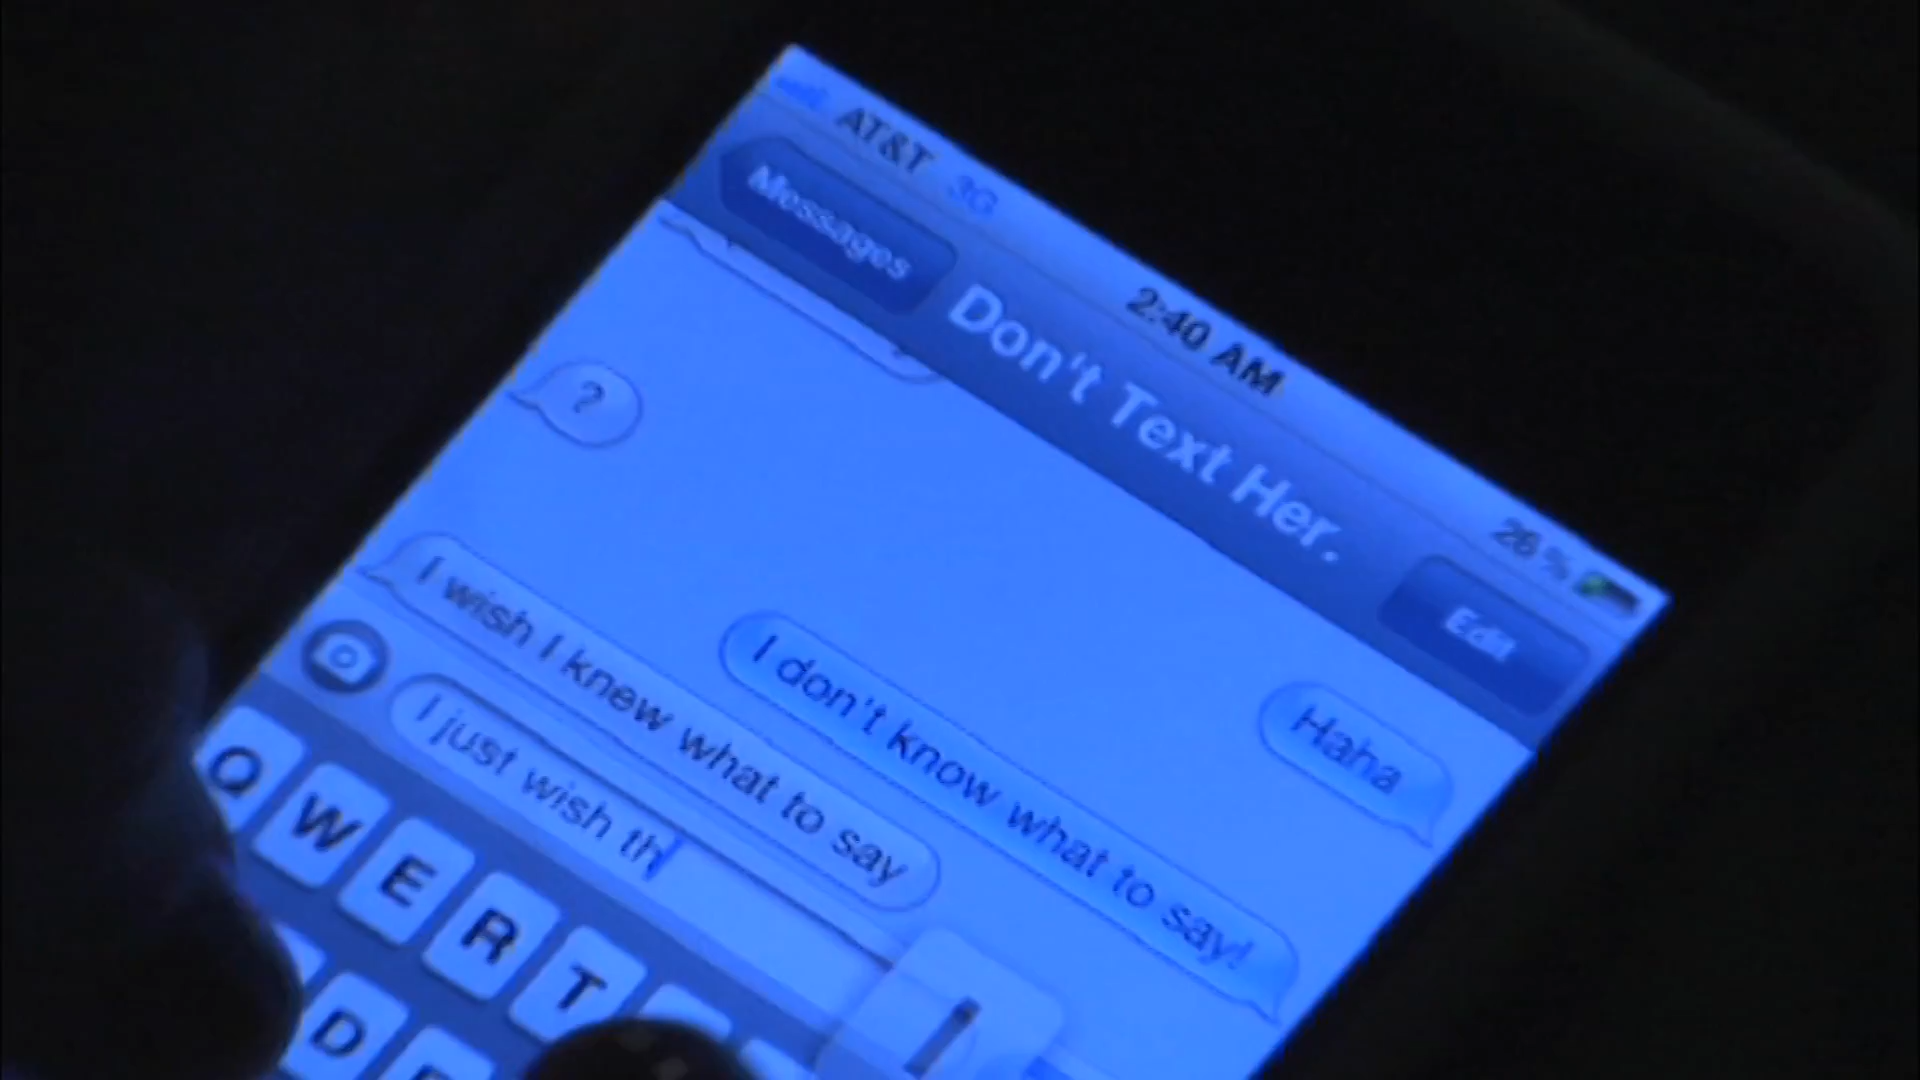 AT&T 3G 2:40 AM 26%
Messages Don't Text Her. Edit
?
Haha
I don't know what to say!
I wish I knew what to say
I just wish th
Q W E R T
D
I